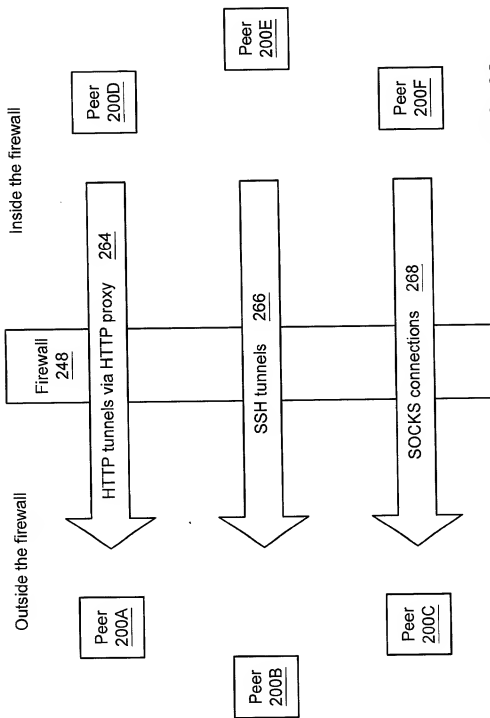 Outside the firewall
Inside the firewall
Firewall
248
Peer
200A
HTTP tunnels via HTTP proxy 264
Peer
200D
Peer
200B
SSH tunnels 266
Peer
200E
Peer
200C
SOCKS connections 268
Peer
200F